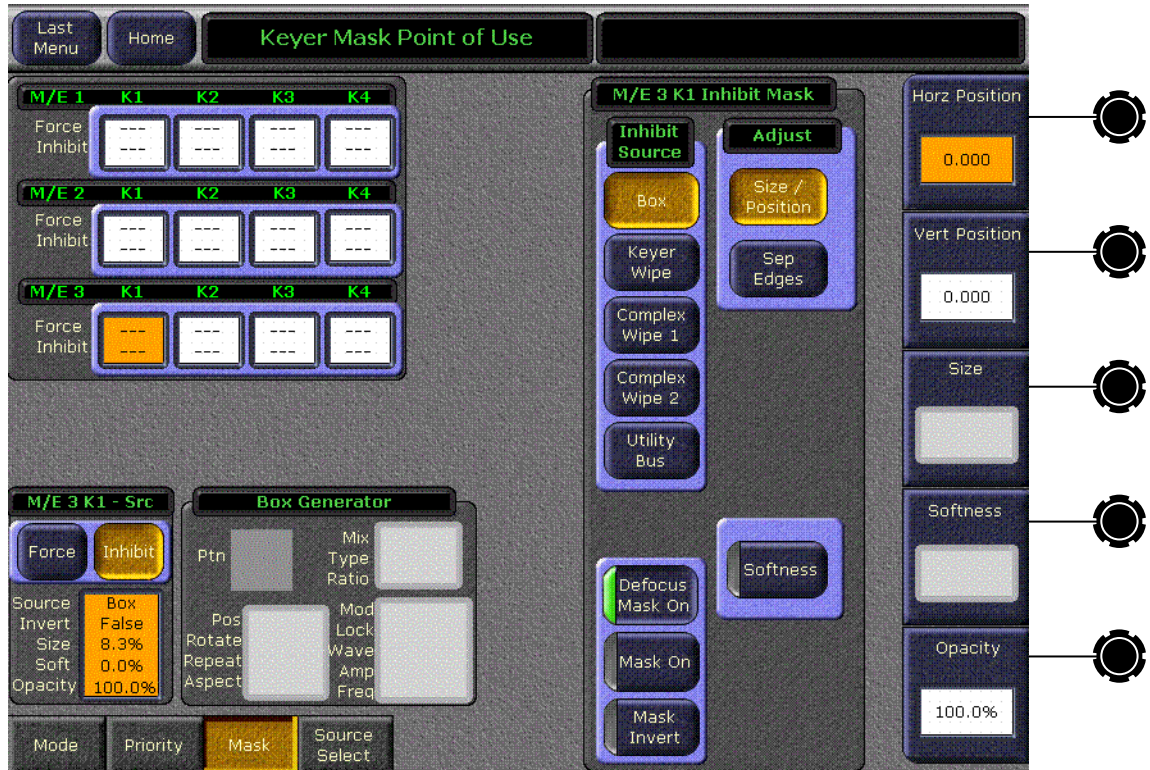 Last
Menu
Home
Keyer Mask Point of Use
M/E 1 K1 K2 K3 K4
Force --- --- --- ---
Inhibit --- --- --- ---
M/E 2 K1 K2 K3 K4
Force --- --- --- ---
Inhibit --- --- --- ---
M/E 3 K1 K2 K3 K4
Force --- --- --- ---
Inhibit --- --- --- ---
M/E 3 K1 - Src
Force Inhibit
Source Box
Invert False
Size 8.3%
Soft 0.0%
Opacity 100.0%
Box Generator
Ptn
Mix
Type
Ratio
Pos
Rotate
Repeat
Aspect
Mod
Lock
Wave
Amp
Freq
M/E 3 K1 Inhibit Mask
Inhibit
Source
Box
Keyer
Wipe
Complex
Wipe 1
Complex
Wipe 2
Utility
Bus
Adjust
Size /
Position
Sep
Edges
Defocus
Mask On
Mask On
Mask
Invert
Softness
Horz Position
0.000
Vert Position
0.000
Size
Softness
Opacity
100.0%
Mode
Priority
Mask
Source
Select